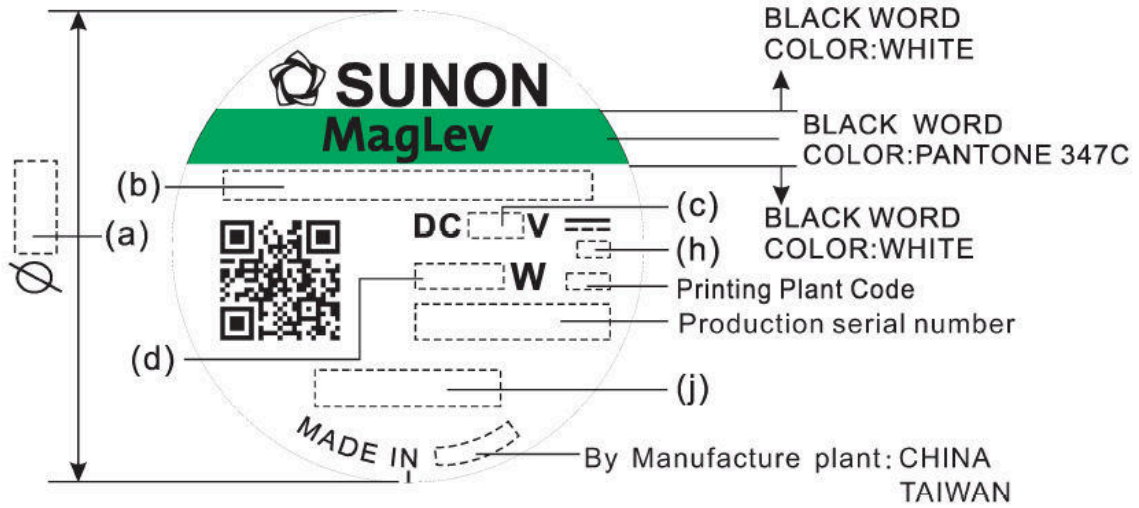 BLACK WORD
COLOR:WHITE
SUNON
MagLev
BLACK WORD
COLOR:PANTONE 347C
(b)
(a)
Ø
DC V
(c)
BLACK WORD
COLOR:WHITE
(h)
W
Printing Plant Code
Production serial number
(d)
(j)
MADE IN
By Manufacture plant: CHINA
TAIWAN